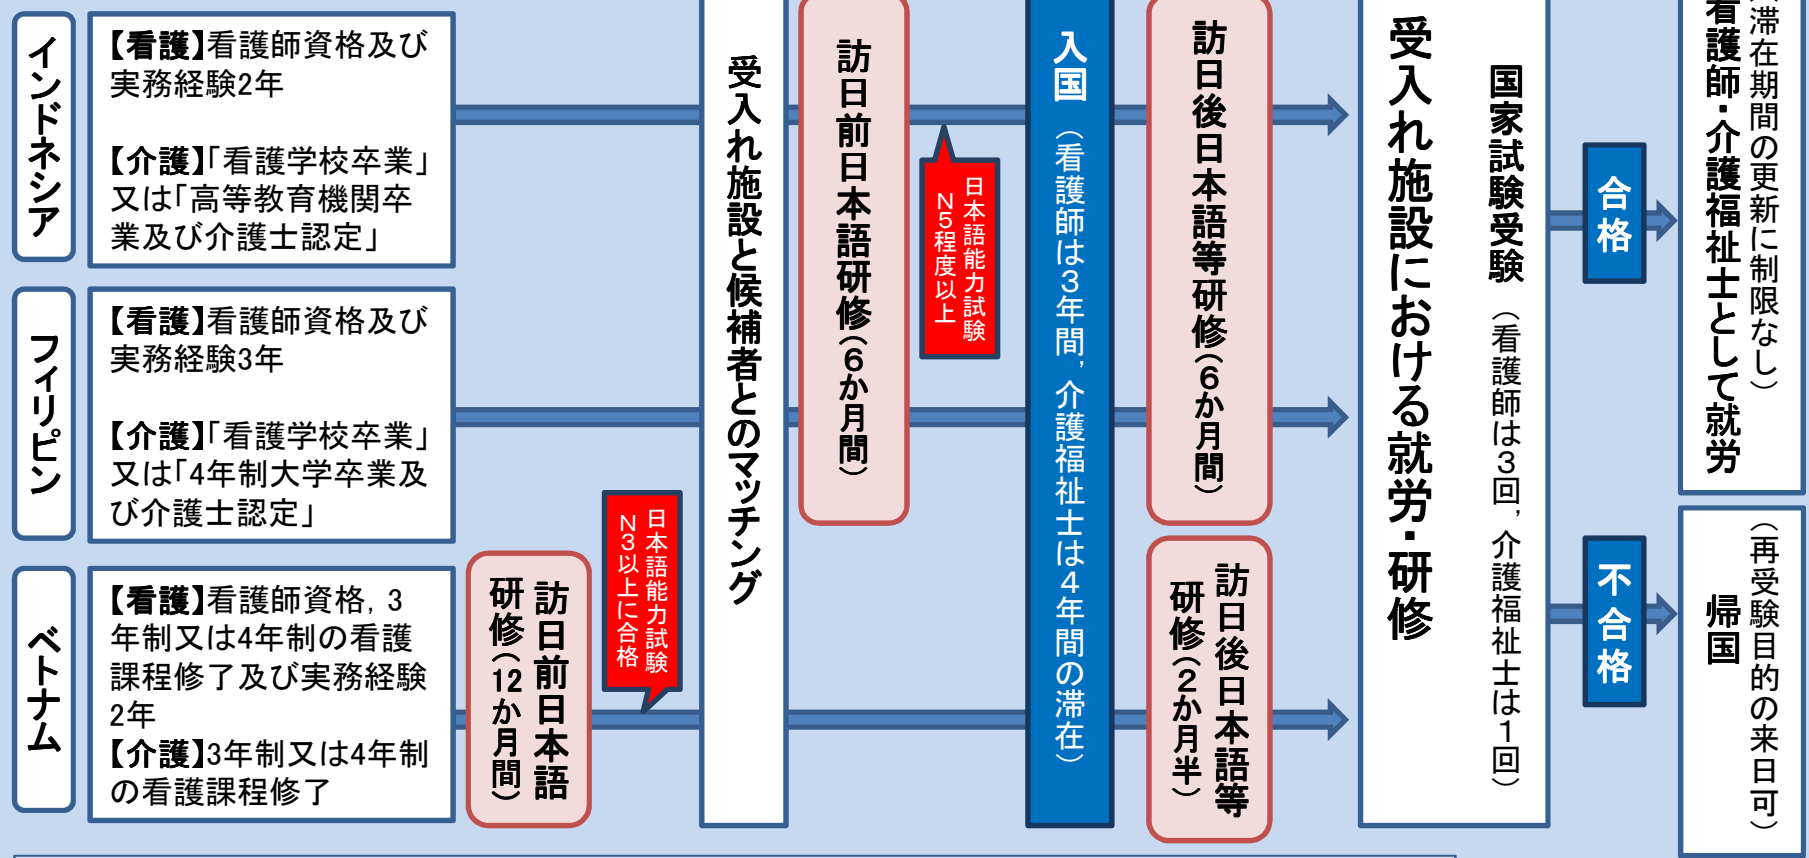 インドネシア
【看護】看護師資格及び
実務経験2年
【介護】「看護学校卒業」
又は「高等教育機関卒
業及び介護士認定」
フィリピン
【看護】看護師資格及び
実務経験3年
【介護】「看護学校卒業」
又は「4年制大学卒業及
び介護士認定」
ベトナム
【看護】看護師資格,3
年制又は4年制の看護
課程修了及び実務経験
2年
【介護】3年制又は4年制
の看護課程修了
訪日前日本語
研修(12か月間)
日本語能力試験
N3以上に合格
受入れ施設と候補者とのマッチング
訪日前日本語研修(6か月間)
日本語能力試験
N5程度以上
入国(看護師は3年間,介護福祉士は4年間の滞在)
訪日後日本語等研修(6か月間)
訪日後日本語等
研修(2か月半)
受入れ施設における就労・研修
国家試験受験(看護師は3回,介護福祉士は1回)
合格
滞在期間の更新に制限なし)
看護師・介護福祉士として就労
不合格
(再受験目的の来日可)
帰国